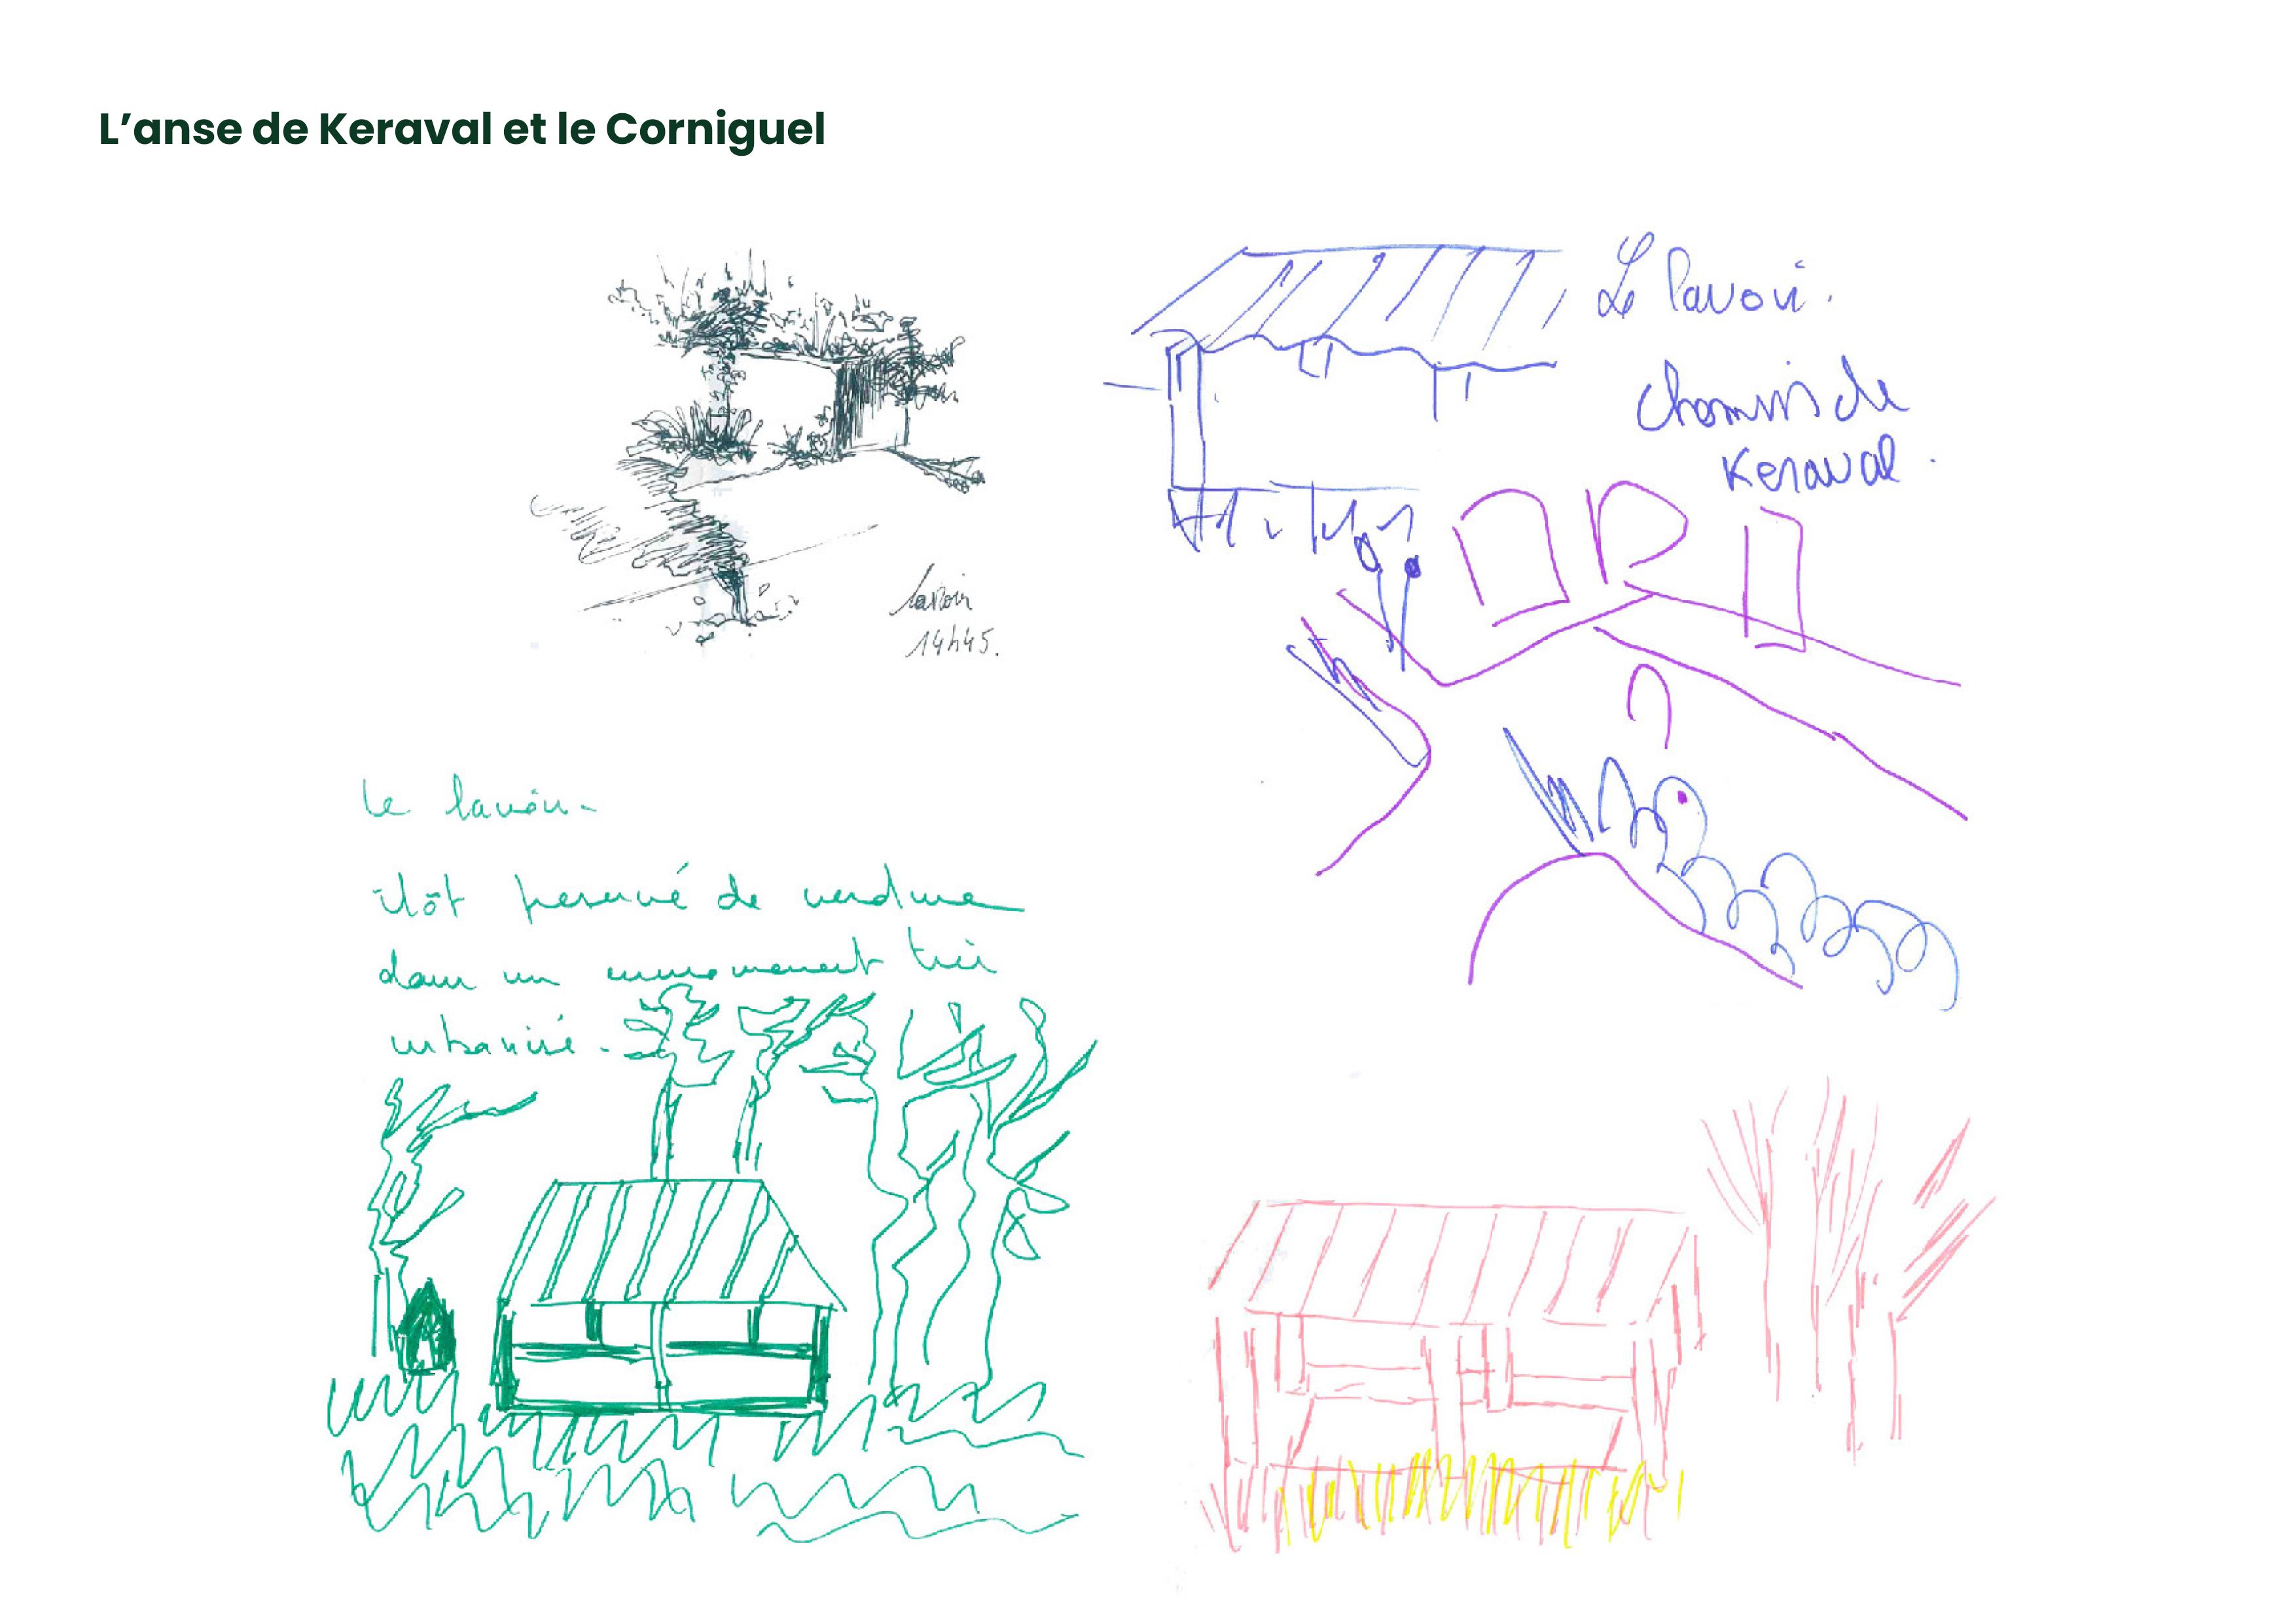 L’anse de Keraval et le Corniguel
lavoir
14h45.
Le lavoir.
chemin de
Keraval.
Le lavoir-
ilôt préservé de verdure
dans un environnement très
urbanisé.